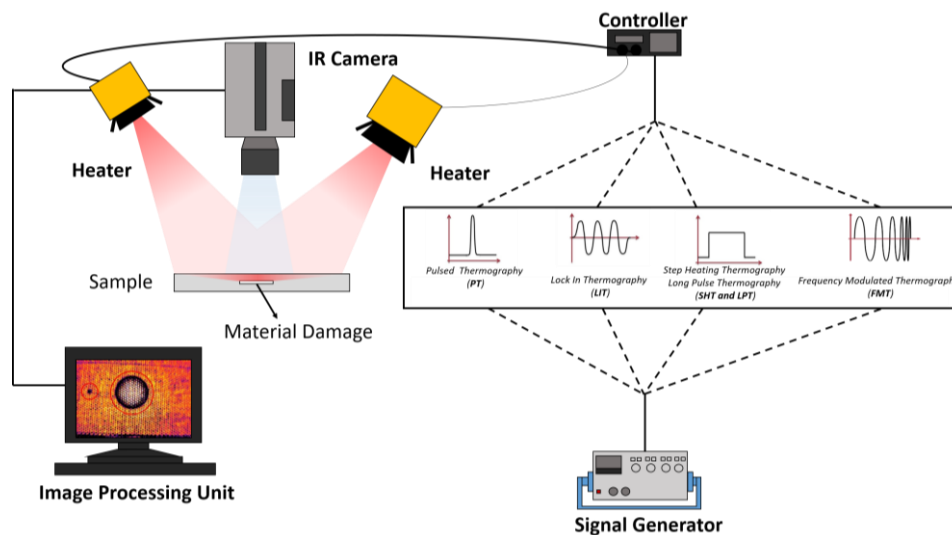 Controller
IR Camera
Heater
Heater
Pulsed Thermography
(PT)
Lock In Thermography
(LIT)
Step Heating Thermography
Long Pulse Thermography
(SHT and LPT)
Frequency Modulated Thermograph
(FMT)
Sample
Material Damage
Image Processing Unit
Signal Generator